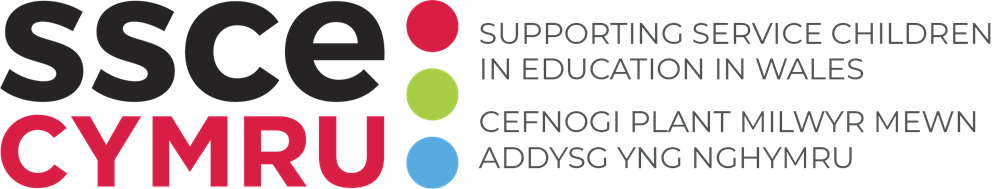 ssce
CYMRU
SUPPORTING SERVICE CHILDREN
IN EDUCATION IN WALES
CEFNOGI PLANT MILWYR MEWN
ADDYSG YNG NGHYMRU